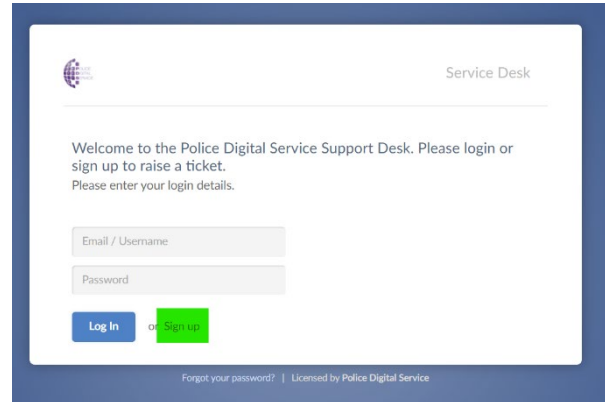 Service Desk
Welcome to the Police Digital Service Support Desk. Please login or
sign up to raise a ticket.
Please enter your login details.
Email / Username
Password
Log In or Sign up
Forgot your password? | Licensed by Police Digital Service